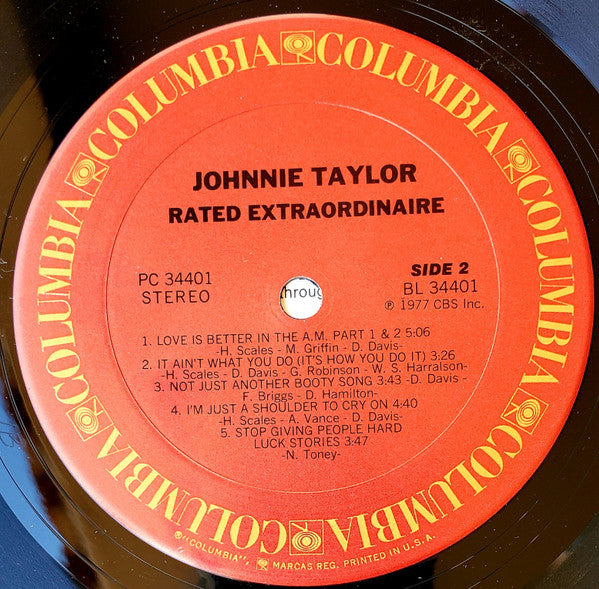 COLUMBIA COLUMBIA COLUMBIA COLUMBIA COLUMBIA COLUMBIA
JOHNNIE TAYLOR
RATED EXTRAORDINAIRE
PC 34401
STEREO
SIDE 2
BL 34401
℗ 1977 CBS Inc.
hroug
1. LOVE IS BETTER IN THE A.M. PART 1 & 2 5:06
-H. Scales - M. Griffin - D. Davis-
2. IT AIN'T WHAT YOU DO (IT'S HOW YOU DO IT) 3:26
-H. Scales - D. Davis - G. Robinson - W. S. Harralson-
3. NOT JUST ANOTHER BOOTY SONG 3:43 -D. Davis -
F. Briggs - D. Hamilton-
4. I'M JUST A SHOULDER TO CRY ON 4:40
-H. Scales - A. Vance - D. Davis-
5. STOP GIVING PEOPLE HARD
LUCK STORIES 3:47
-N. Toney-
®"COLUMBIA", MARCAS REG. PRINTED IN U.S.A.